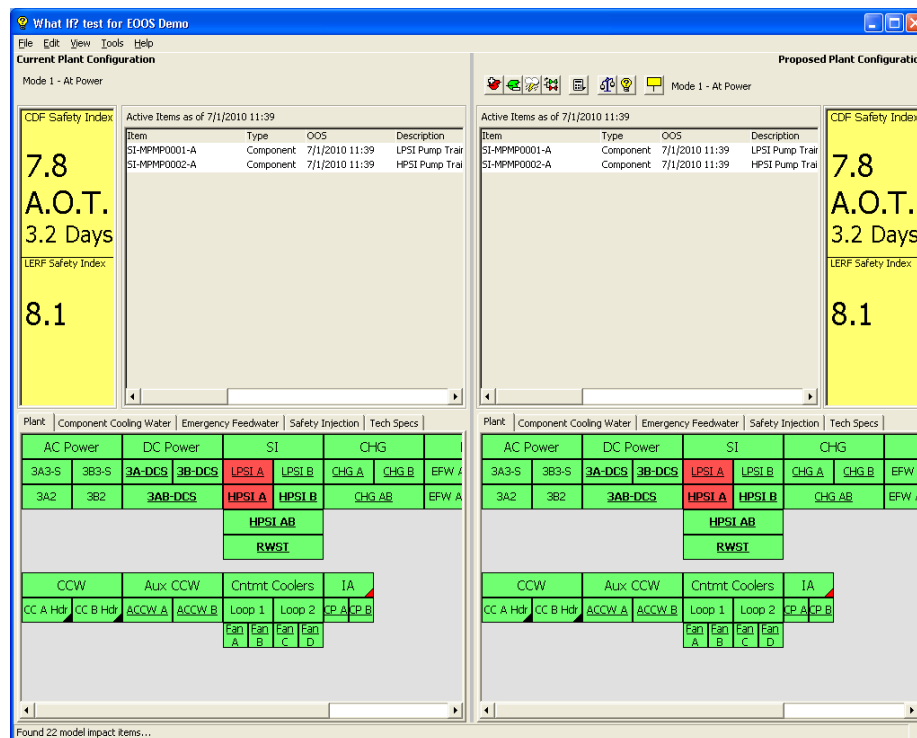 What If? test for EOOS Demo
File Edit View Tools Help
Current Plant Configuration
Mode 1 - At Power
CDF Safety Index
7.8
A.O.T.
3.2 Days
LERF Safety Index
8.1
Active Items as of 7/1/2010 11:39
Item Type OOS Description
SI-MPMP0001-A Component 7/1/2010 11:39 LPSI Pump Train
SI-MPMP0002-A Component 7/1/2010 11:39 HPSI Pump Trai
Plant Component Cooling Water Emergency Feedwater Safety Injection Tech Specs
AC Power DC Power SI CHG
3A3-S 3B3-S 3A-DCS 3B-DCS LPSI A LPSI B CHG A CHG B EFW A
3A2 3B2 3AB-DCS HPSI A HPSI B CHG AB EFW A
HPSI AB
RWST
CCW Aux CCW Cntmt Coolers IA
CC A Hdr CC B Hdr ACCW A ACCW B Loop 1 Loop 2 CP A CP B
Fan A Fan B Fan C Fan D
Proposed Plant Configuratio
Mode 1 - At Power
Active Items as of 7/1/2010 11:39
Item Type OOS Description
SI-MPMP0001-A Component 7/1/2010 11:39 LPSI Pump Train
SI-MPMP0002-A Component 7/1/2010 11:39 HPSI Pump Trai
CDF Safety Index
7.8
A.O.T.
3.2 Days
LERF Safety Index
8.1
Plant Component Cooling Water Emergency Feedwater Safety Injection Tech Specs
AC Power DC Power SI CHG
3A3-S 3B3-S 3A-DCS 3B-DCS LPSI A LPSI B CHG A CHG B EFW
3A2 3B2 3AB-DCS HPSI A HPSI B CHG AB EFW
HPSI AB
RWST
CCW Aux CCW Cntmt Coolers IA
CC A Hdr CC B Hdr ACCW A ACCW B Loop 1 Loop 2 CP A CP B
Fan A Fan B Fan C Fan D
Found 22 model impact items...